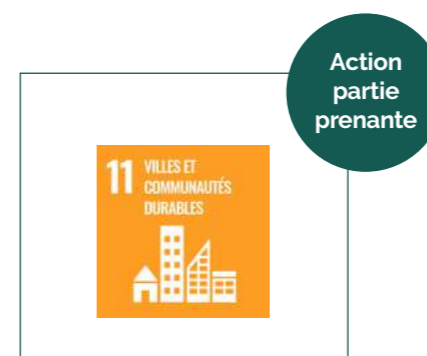 Action
partie
prenante
11 VILLES ET
COMMUNAUTÉS
DURABLES